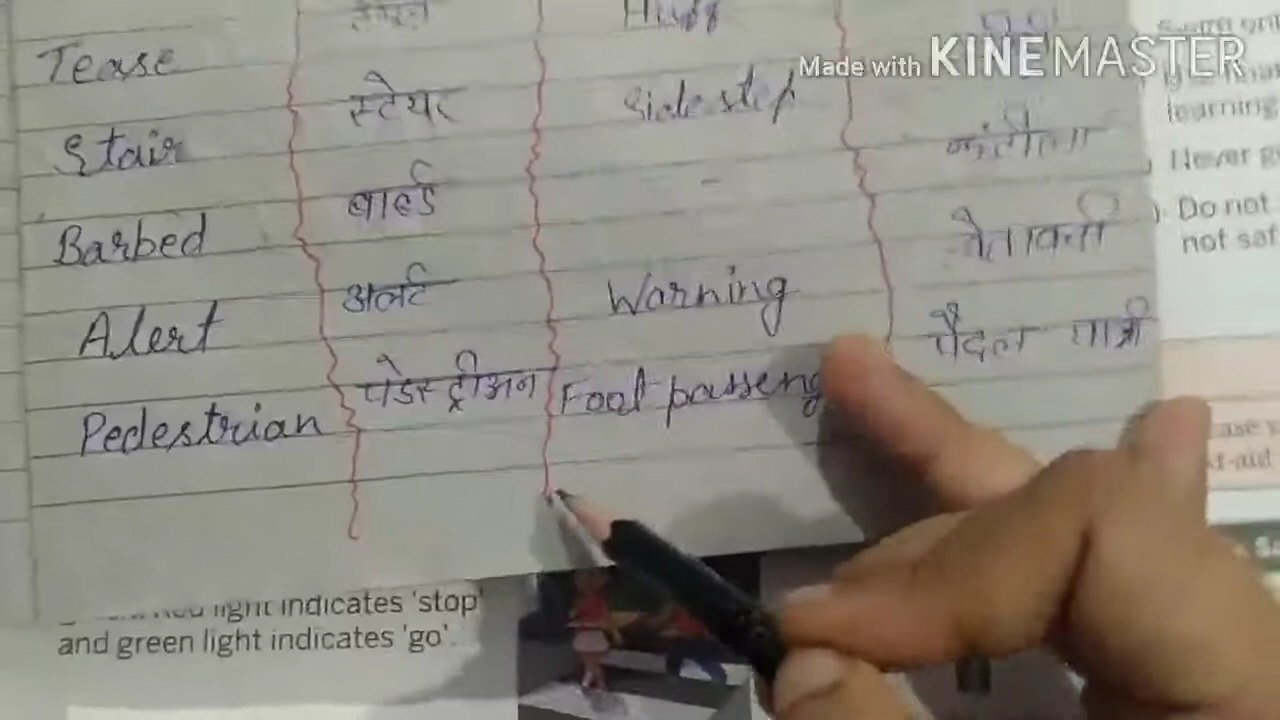 Made with KINEMASTER
Tease
Stair स्टेयर Side step
Barbed बार्ब्ड - कंटीला
Alert अलर्ट Warning चेतावनी
Pedestrian पेडेस्ट्रीअन Foot passeng पैदल यात्री
learning
Never g
Do not
not saf
light indicates 'stop'
and green light indicates 'go'.